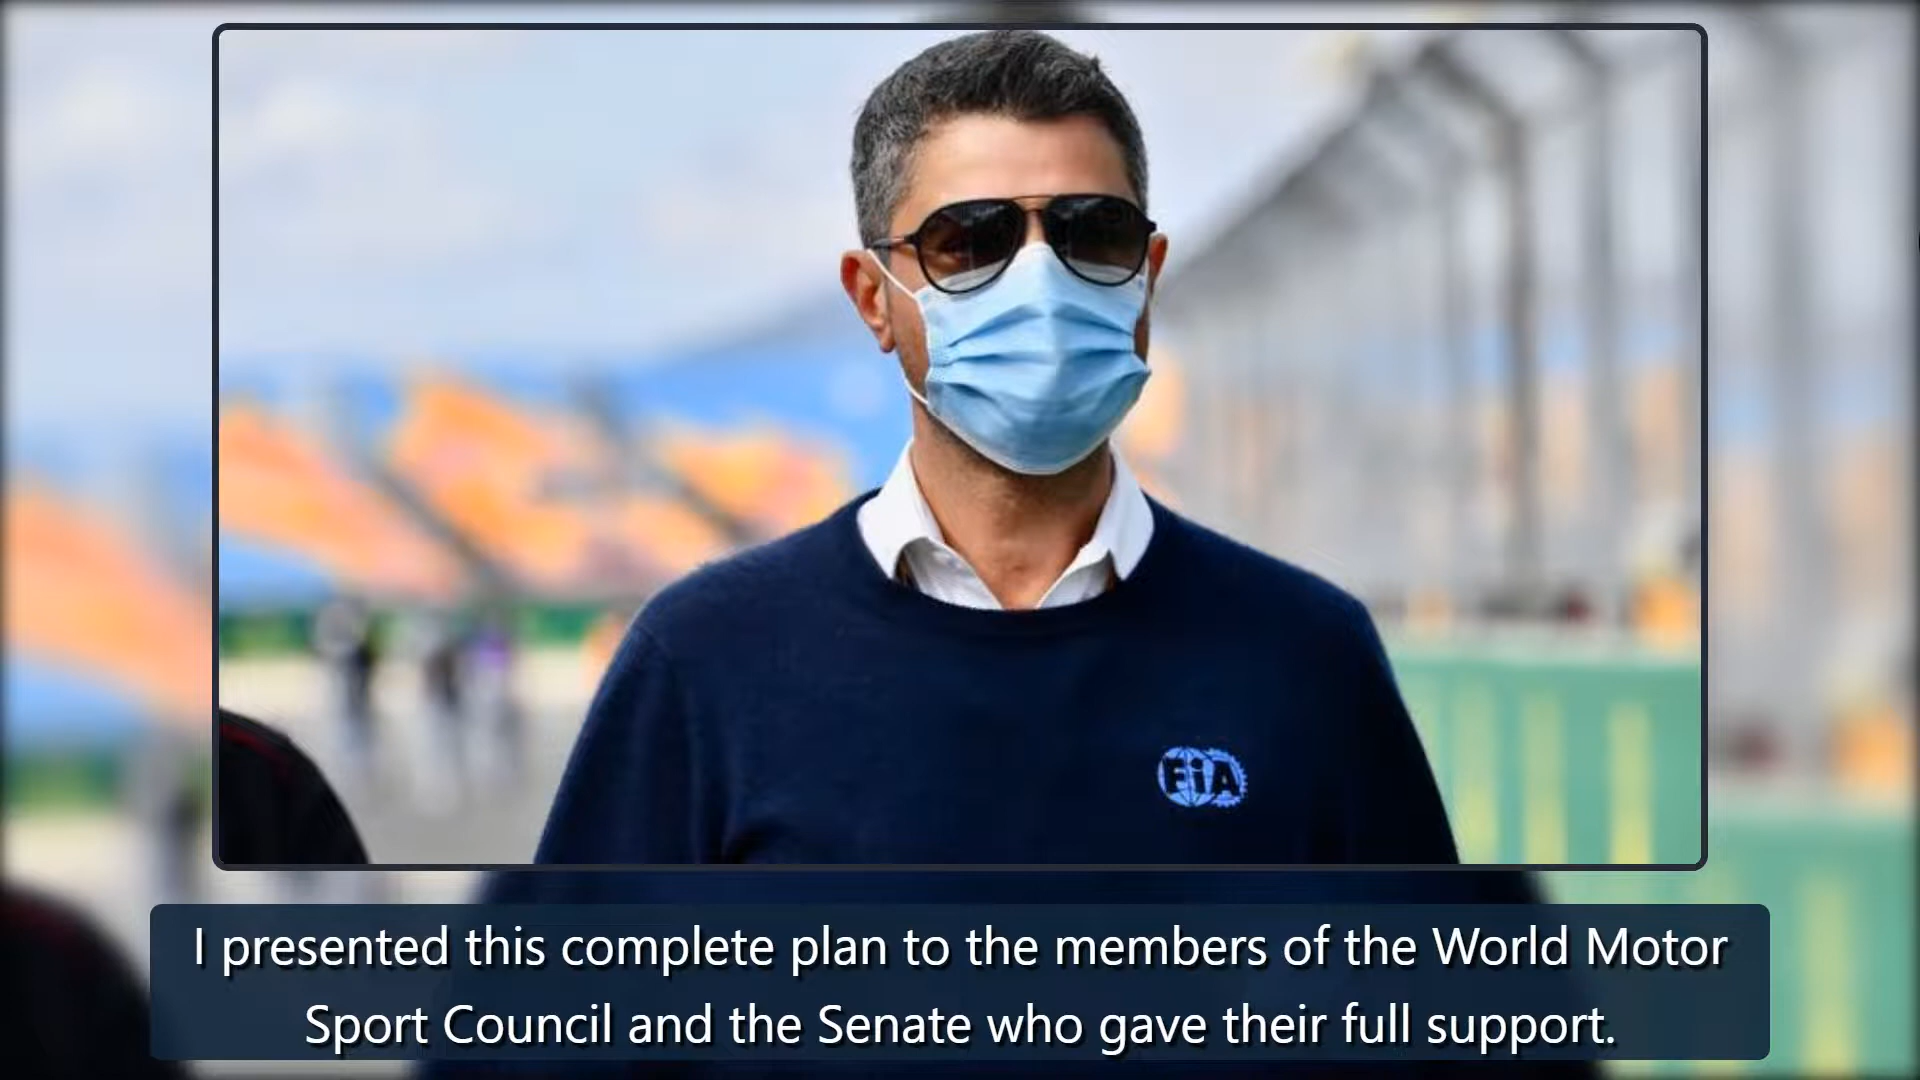 FiA
I presented this complete plan to the members of the World Motor
Sport Council and the Senate who gave their full support.